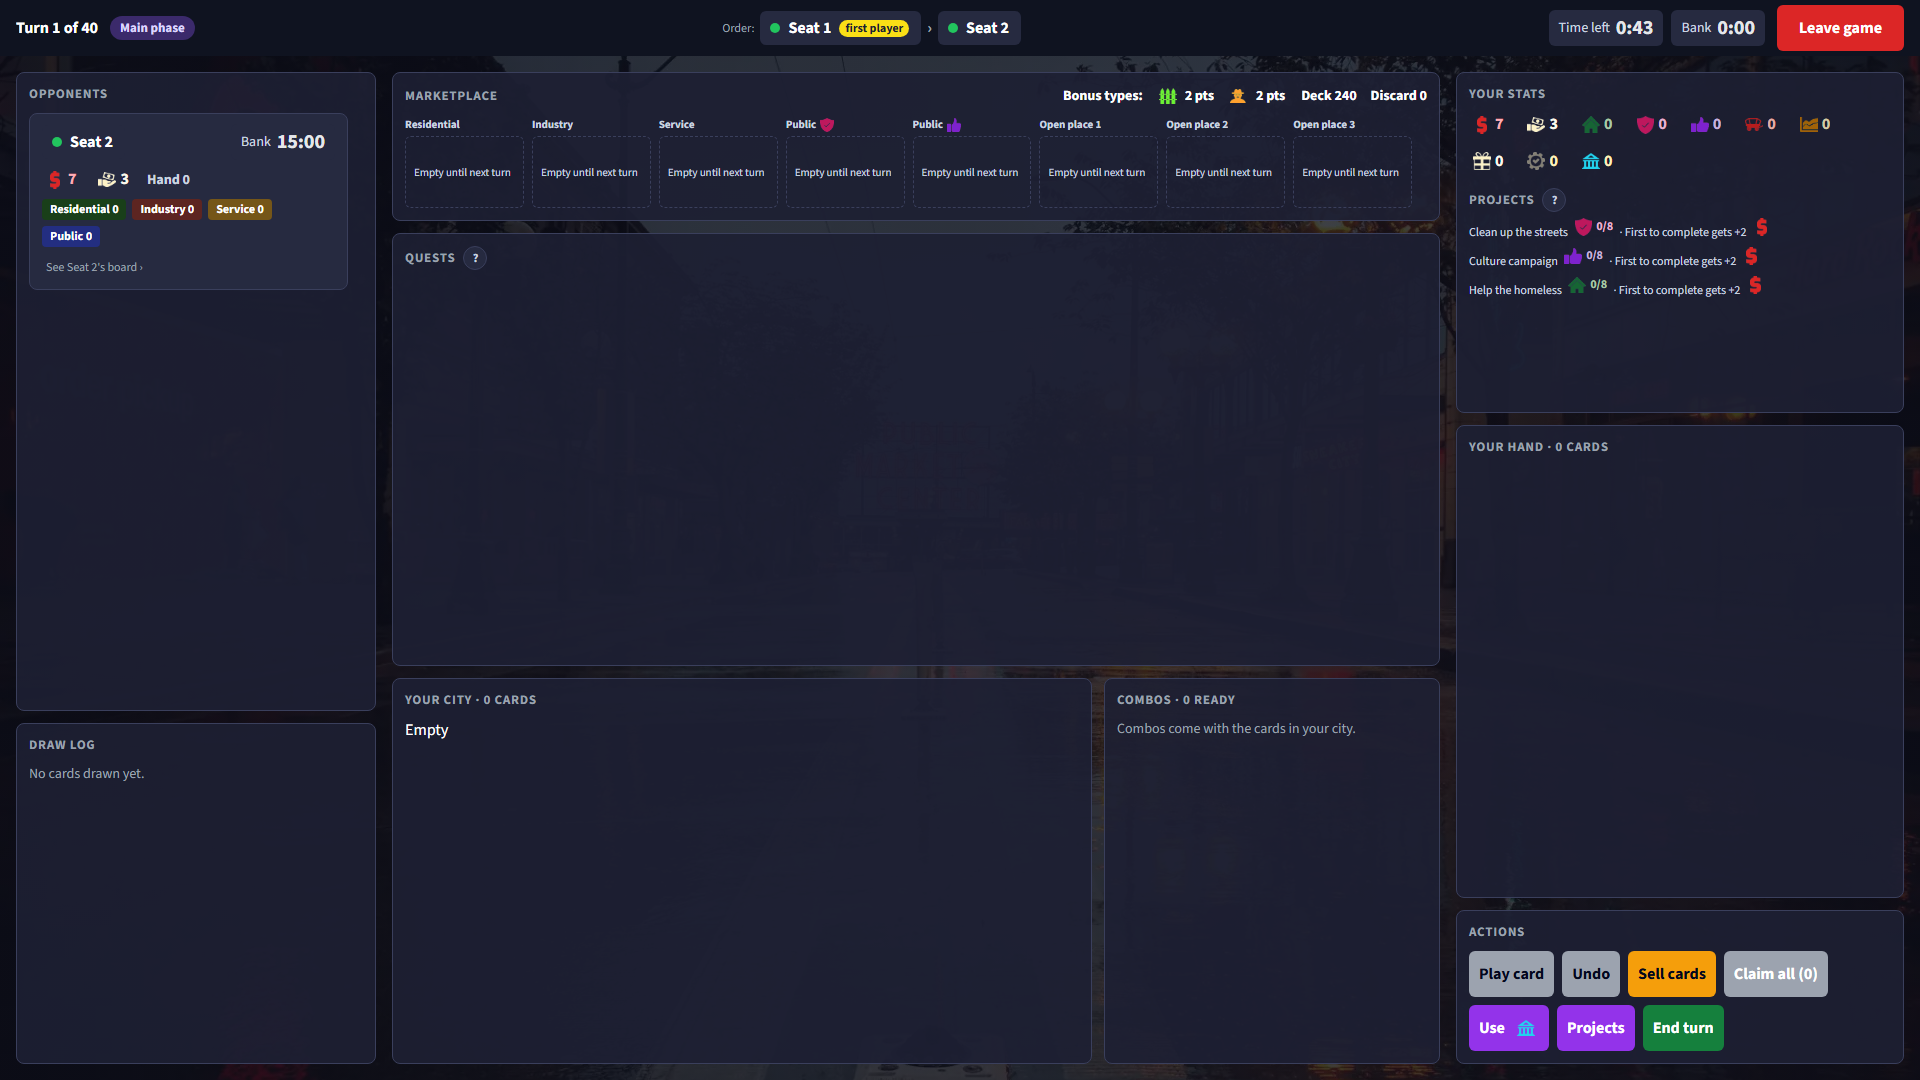 Turn 1 of 40 Main phase
Order: Seat 1 first player › Seat 2
Time left 0:43 Bank 0:00 Leave game
OPPONENTS
Seat 2 Bank 15:00
7 3 Hand 0
Residential 0 Industry 0 Service 0
Public 0
See Seat 2's board ›
DRAW LOG
No cards drawn yet.
MARKETPLACE
Bonus types: 2 pts 2 pts Deck 240 Discard 0
Residential Industry Service Public Public Open place 1 Open place 2 Open place 3
Empty until next turn Empty until next turn Empty until next turn Empty until next turn Empty until next turn Empty until next turn Empty until next turn Empty until next turn
QUESTS ?
YOUR CITY · 0 CARDS
Empty
COMBOS · 0 READY
Combos come with the cards in your city.
YOUR STATS
7 3 0 0 0 0 0
0 0 0
PROJECTS ?
Clean up the streets 0/8 · First to complete gets +2
Culture campaign 0/8 · First to complete gets +2
Help the homeless 0/8 · First to complete gets +2
YOUR HAND · 0 CARDS
ACTIONS
Play card Undo Sell cards Claim all (0)
Use Projects End turn